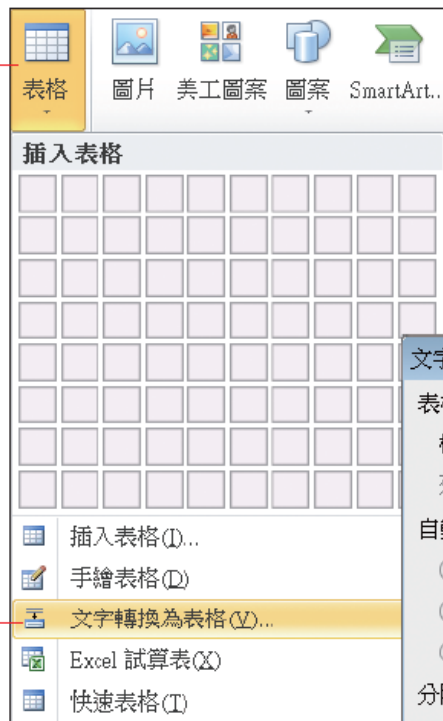 表格 圖片 美工圖案 圖案 SmartArt..
插入表格
文字
表格
自動
插入表格(I)...
手繪表格(D)
文字轉換為表格(V)...
Excel 試算表(X)
快速表格(T)